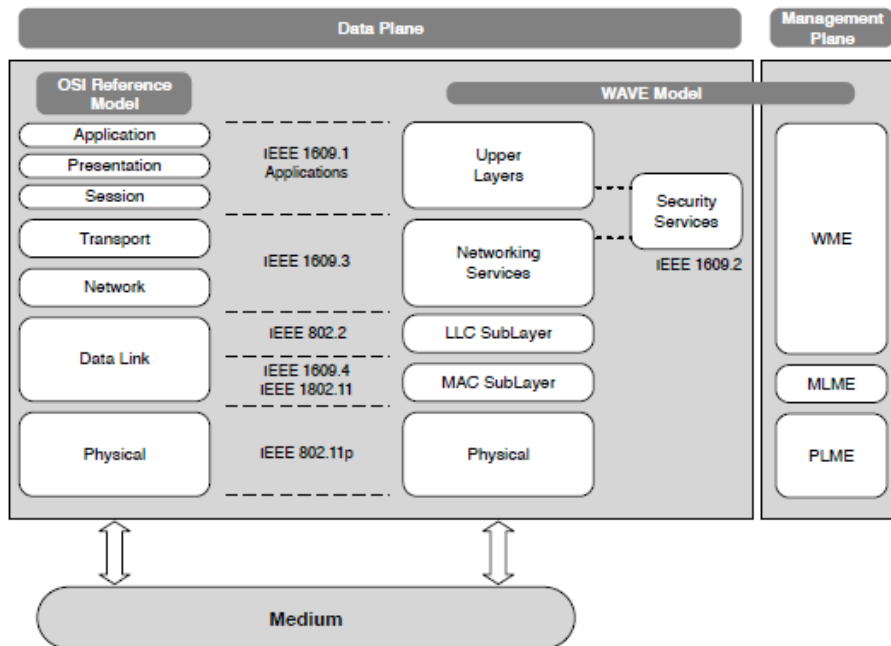 Data Plane
Management
Plane
OSI Reference
Model
WAVE Model
Application
Presentation
Session
Transport
Network
Data Link
Physical
IEEE 1609.1
Applications
IEEE 1609.3
IEEE 802.2
IEEE 1609.4
IEEE 1802.11
IEEE 802.11p
Upper
Layers
Networking
Services
LLC SubLayer
MAC SubLayer
Physical
Security
Services
IEEE 1609.2
WME
MLME
PLME
Medium